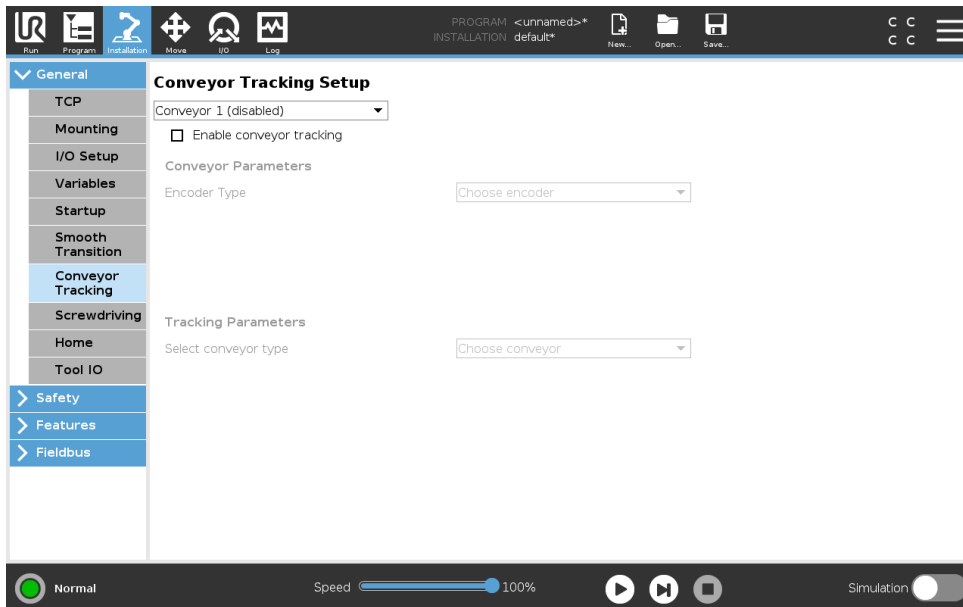 PROGRAM <unnamed>*
INSTALLATION default*
C C
C C
Run Program Installation Move I/O Log New... Open... Save...
General
TCP
Mounting
I/O Setup
Variables
Startup
Smooth
Transition
Conveyor
Tracking
Screwdriving
Home
Tool IO
Safety
Features
Fieldbus
Conveyor Tracking Setup
Conveyor 1 (disabled)
Enable conveyor tracking
Conveyor Parameters
Encoder Type Choose encoder
Tracking Parameters
Select conveyor type Choose conveyor
Normal Speed 100% Simulation